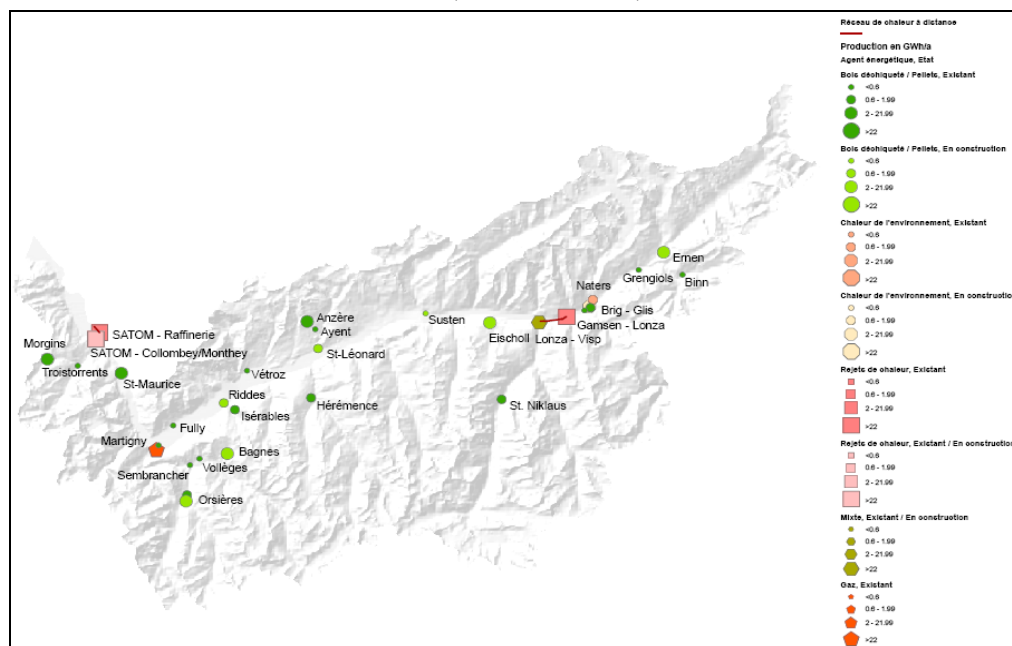 Ernen
Grengiols
Binn
Naters
Brig - Glis
Gamsen - Lonza
Lonza - Visp
Eischoll
Susten
Anzère
Ayent
St-Léonard
SATOM - Raffinerie
SATOM - Collombey/Monthey
Morgins
Troistorrents
St-Maurice
Vétroz
Riddes
Isérables
Hérémence
St. Niklaus
Fully
Martigny
Bagnes
Vollèges
Sembrancher
Orsières
Réseau de chaleur à distance
Production en GWh/a
Agent énergétique, Etat
Bois déchiqueté / Pellets, Existant
<0.6
0.6 - 1.99
2 - 21.99
>22
Bois déchiqueté / Pellets, En construction
<0.6
0.6 - 1.99
2 - 21.99
>22
Chaleur de l'environnement, Existant
<0.6
0.6 - 1.99
2 - 21.99
>22
Chaleur de l'environnement, En construction
<0.6
0.6 - 1.99
2 - 21.99
>22
Rejets de chaleur, Existant
<0.6
0.6 - 1.99
2 - 21.99
>22
Rejets de chaleur, Existant / En construction
<0.6
0.6 - 1.99
2 - 21.99
>22
Mixte, Existant / En construction
<0.6
0.6 - 1.99
2 - 21.99
>22
Gaz, Existant
<0.6
0.6 - 1.99
2 - 21.99
>22